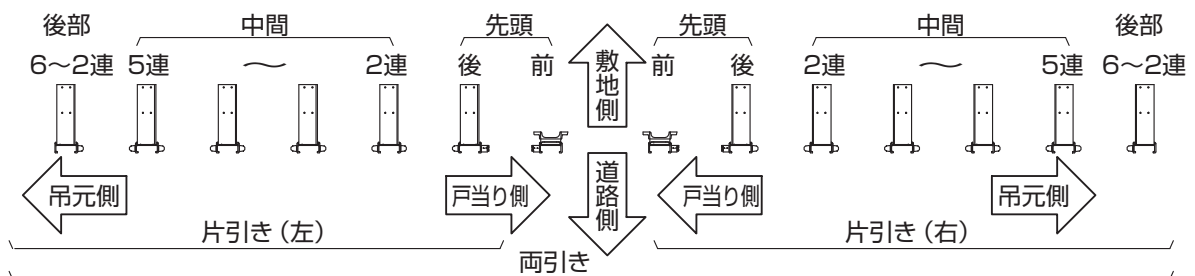 後部 中間 先頭 先頭 中間 後部
6〜2連 5連 〜 2連 後 前 前 後 2連 〜 5連 6〜2連
敷地側
道路側
吊元側 戸当り側 戸当り側 吊元側
片引き（左） 片引き（右）
両引き